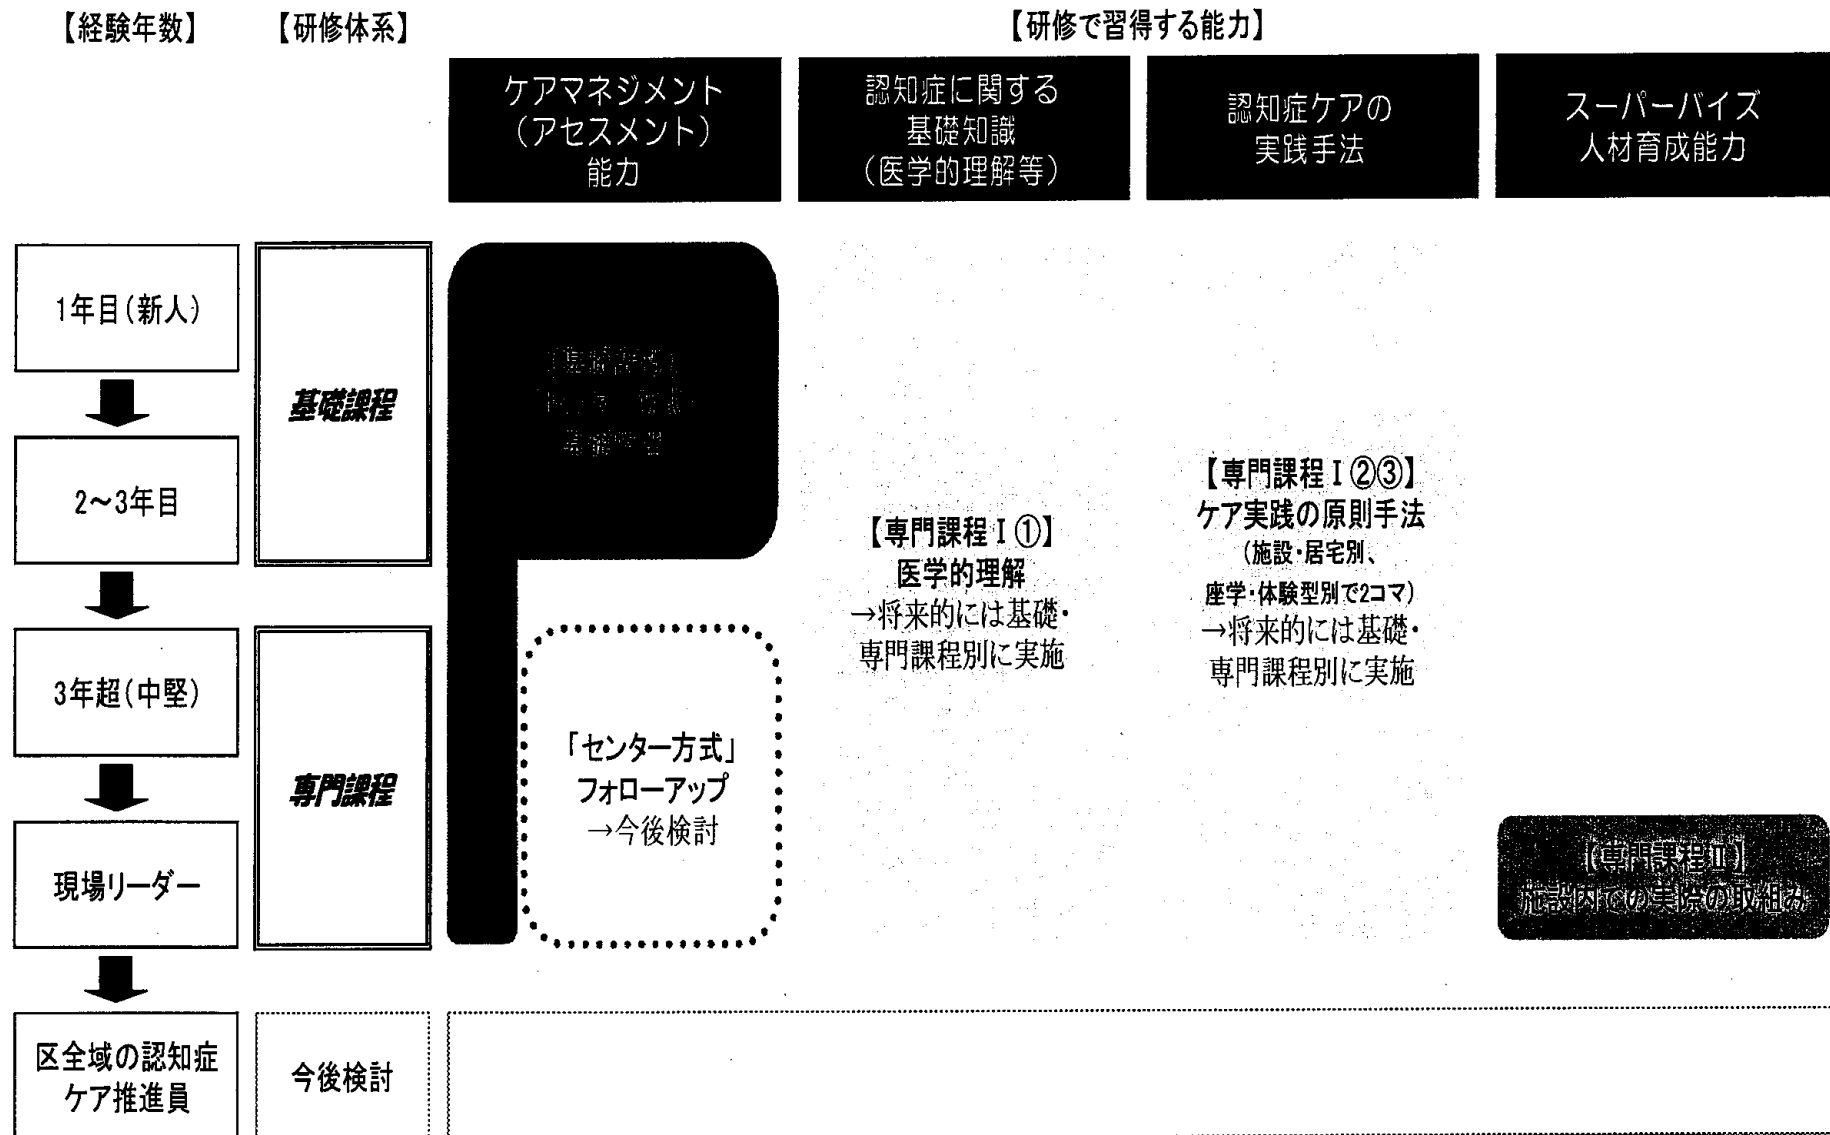 【経験年数】
【研修体系】
【研修で習得する能力】
ケアマネジメント
（アセスメント）
能力
認知症に関する
基礎知識
（医学的理解等）
認知症ケアの
実践手法
スーパーバイズ
人材育成能力
1年目（新人）
基礎課程
2～3年目
【専門課程Ⅰ①】
医学的理解
→将来的には基礎・
専門課程別に実施
【専門課程Ⅰ②③】
ケア実践の原則手法
（施設・居宅別、
座学・体験型別で2コマ）
→将来的には基礎・
専門課程別に実施
3年超（中堅）
専門課程
「センター方式」
フォローアップ
→今後検討
現場リーダー
【専門課程Ⅱ】
施設内での実際の取組み
区全域の認知症
ケア推進員
今後検討